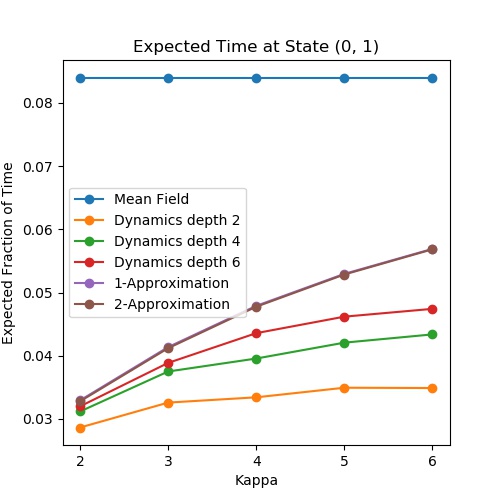 Expected Time at State (0, 1)
Expected Fraction of Time
0.08
0.07
0.06
0.05
0.04
0.03
Mean Field
Dynamics depth 2
Dynamics depth 4
Dynamics depth 6
1-Approximation
2-Approximation
2 3 4 5 6
Kappa